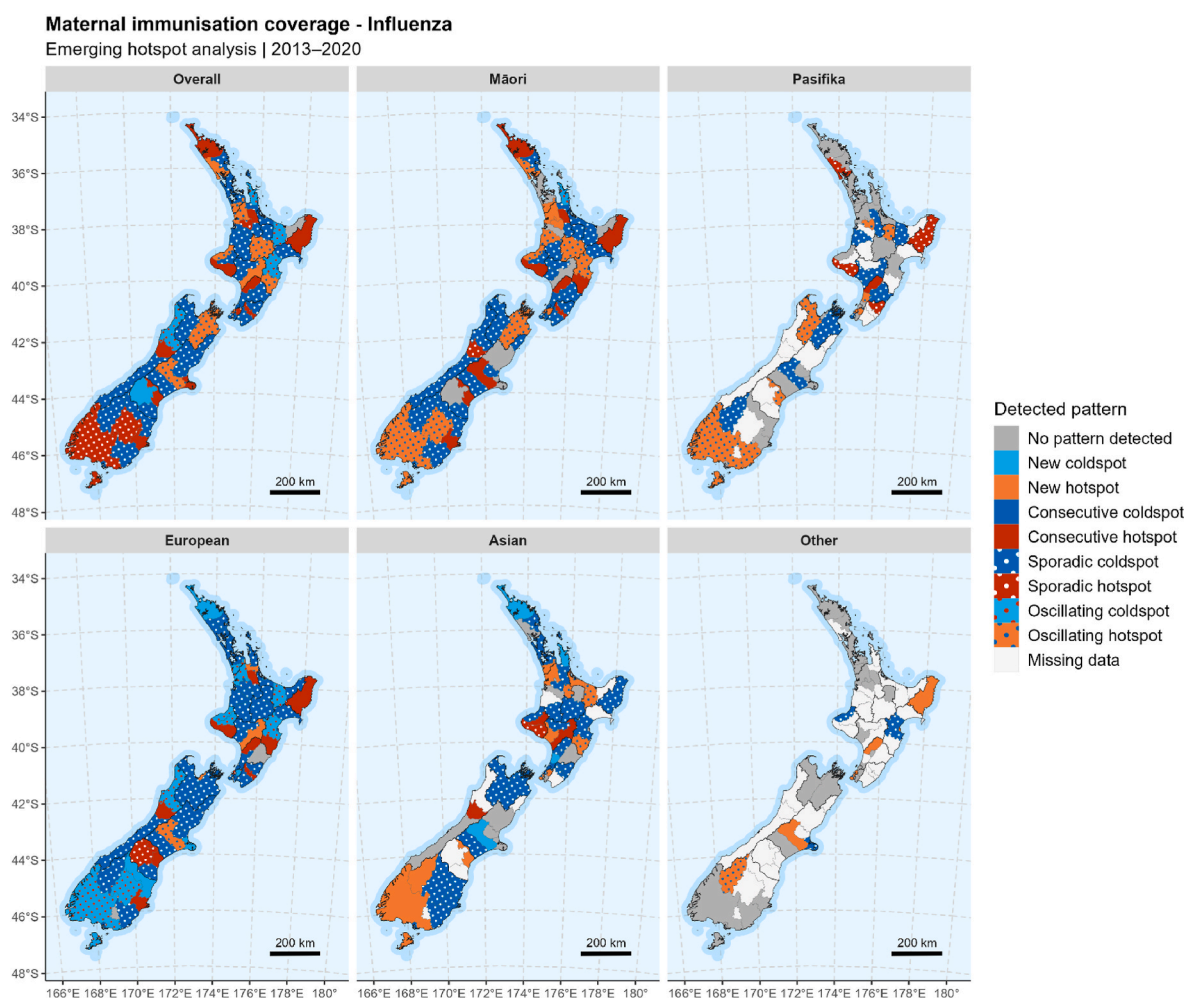 Maternal immunisation coverage - Influenza
Emerging hotspot analysis | 2013–2020
Overall
Māori
Pasifika
34°S
36°S
38°S
40°S
42°S
44°S
46°S
48°S
200 km
200 km
200 km
European
Asian
Other
34°S
36°S
38°S
40°S
42°S
44°S
46°S
48°S
200 km
200 km
200 km
166°E 168°E 170°E 172°E 174°E 176°E 178°E 180°
166°E 168°E 170°E 172°E 174°E 176°E 178°E 180°
166°E 168°E 170°E 172°E 174°E 176°E 178°E 180°
Detected pattern
No pattern detected
New coldspot
New hotspot
Consecutive coldspot
Consecutive hotspot
Sporadic coldspot
Sporadic hotspot
Oscillating coldspot
Oscillating hotspot
Missing data